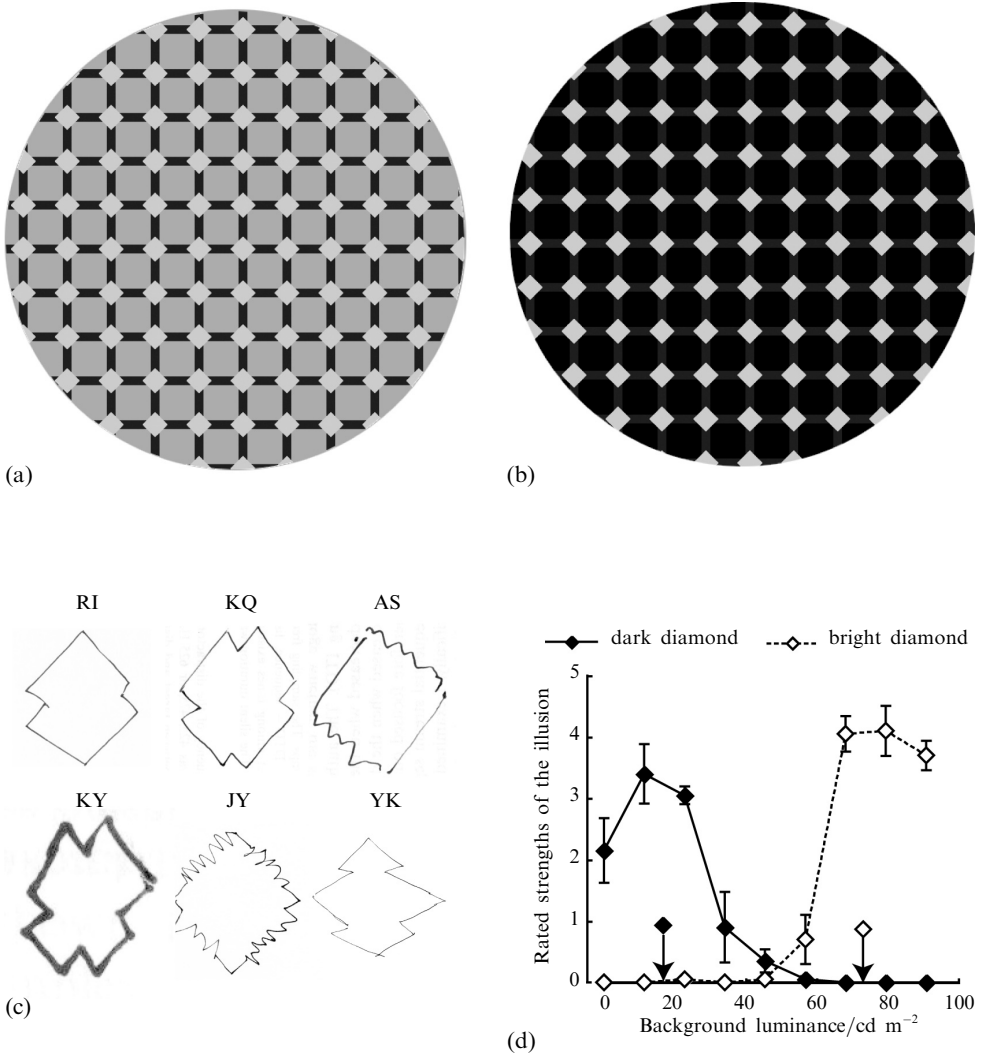 (a)
(b)
RI KQ AS
KY JY YK
(c)
dark diamond bright diamond
Rated strengths of the illusion
5
4
3
2
1
0
0 20 40 60 80 100
Background luminance/cd m⁻²
(d)